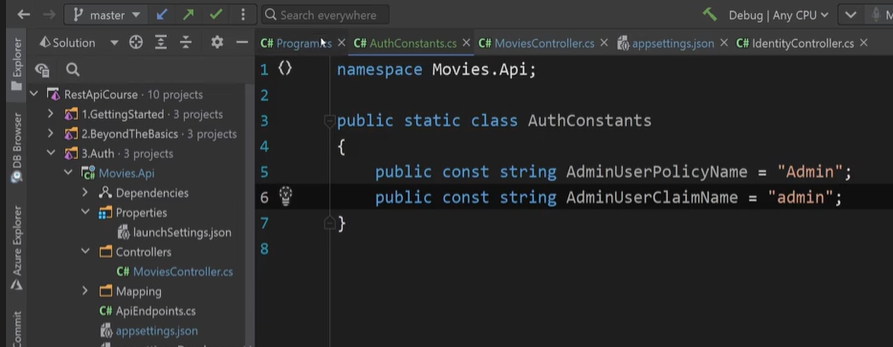 master
Search everywhere
Debug | Any CPU
Explorer
DB Browser
Azure Explorer
Commit
Solution
RestApiCourse · 10 projects
1.GettingStarted · 3 projects
2.BeyondTheBasics · 3 projects
3.Auth · 3 projects
Movies.Api
Dependencies
Properties
launchSettings.json
Controllers
C# MoviesController.cs
Mapping
C# ApiEndpoints.cs
appsettings.json
C# Program.cs
C# AuthConstants.cs
C# MoviesController.cs
appsettings.json
C# IdentityController.cs
1 namespace Movies.Api;
2
3 public static class AuthConstants
4 {
5 public const string AdminUserPolicyName = "Admin";
6 public const string AdminUserClaimName = "admin";
7 }
8